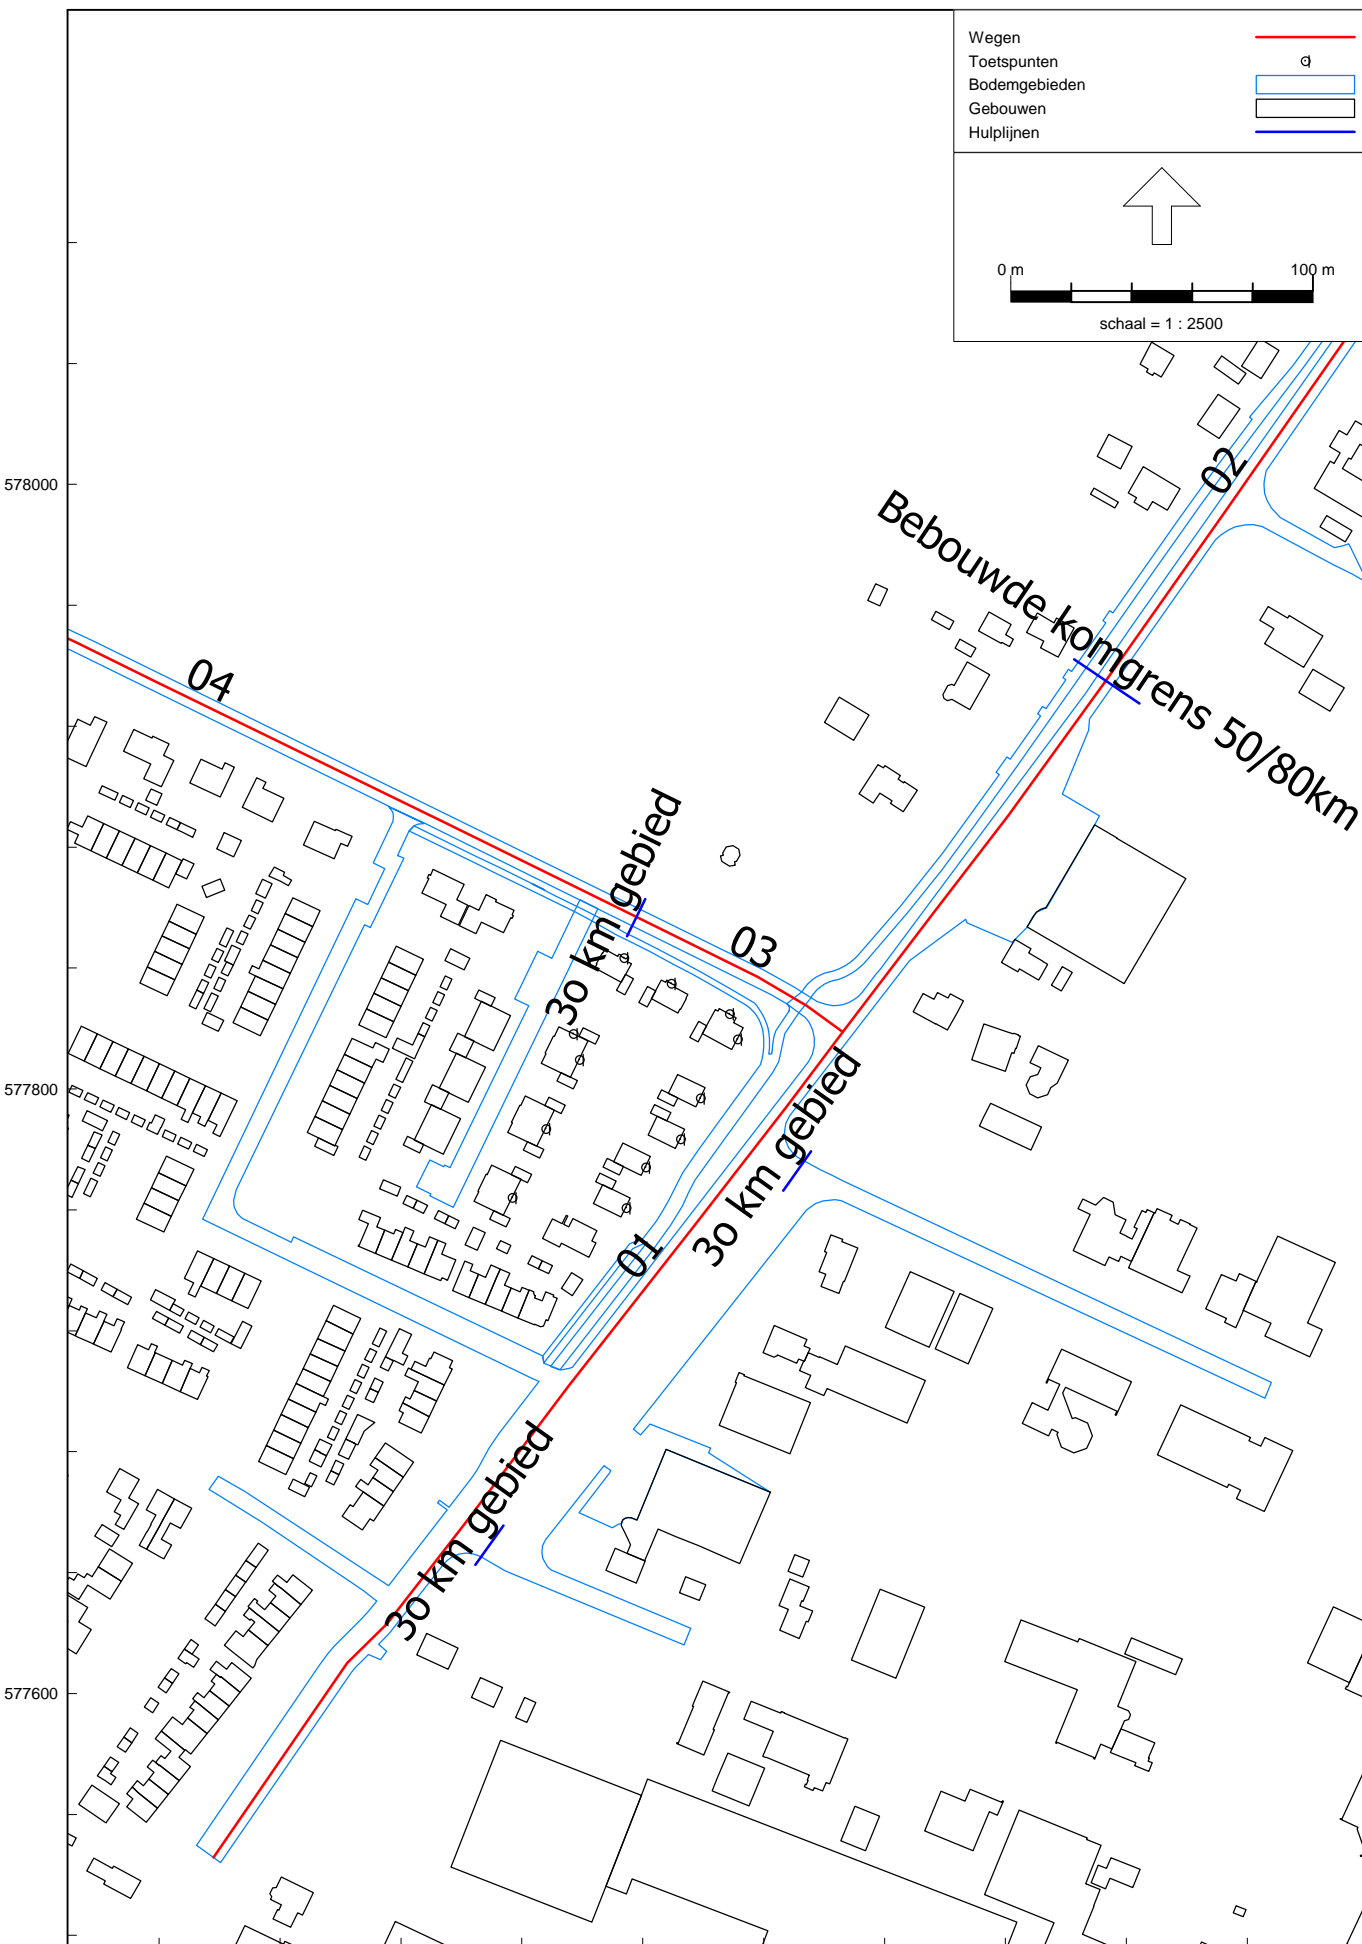 Wegen
Toetspunten
Bodemgebieden
Gebouwen
Hulplijnen
0 m
100 m
schaal = 1 : 2500
578000
02
Bebouwde komgrens 50/80km
04
30 km gebied
03
577800
30 km gebied
01
30 km gebied
577600